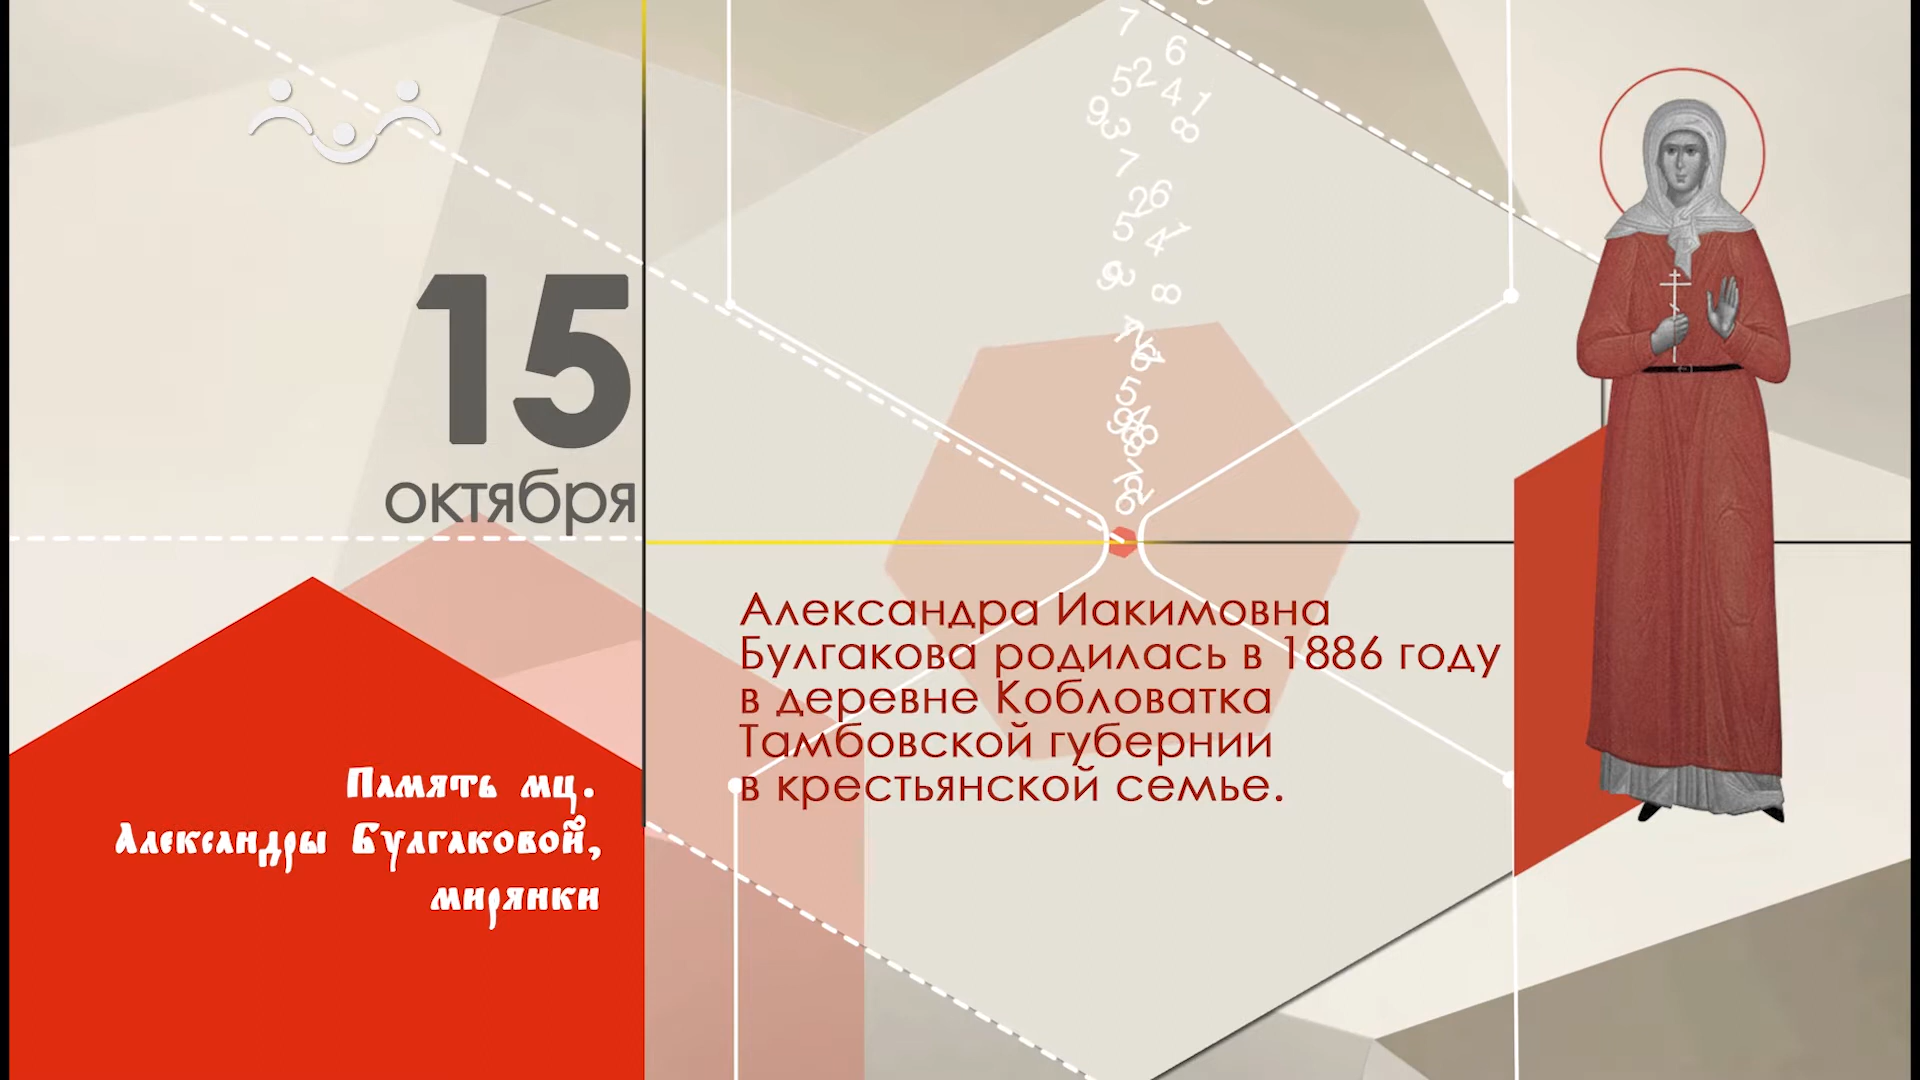 15
октября
Память мц.
Александры Булгаковой,
мирянки
Александра Иакимовна
Булгакова родилась в 1886 году
в деревне Кобловатка
Тамбовской губернии
в крестьянской семье.